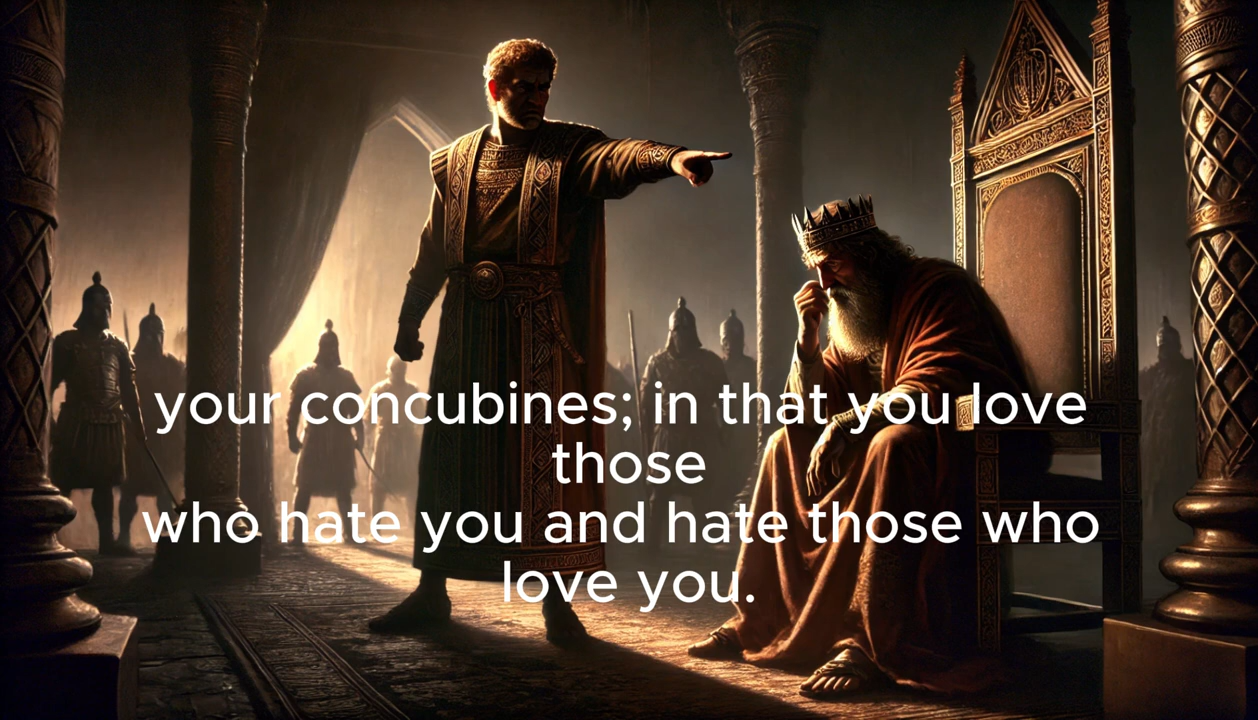 your concubines; in that you love
those
who hate you and hate those who
love you.